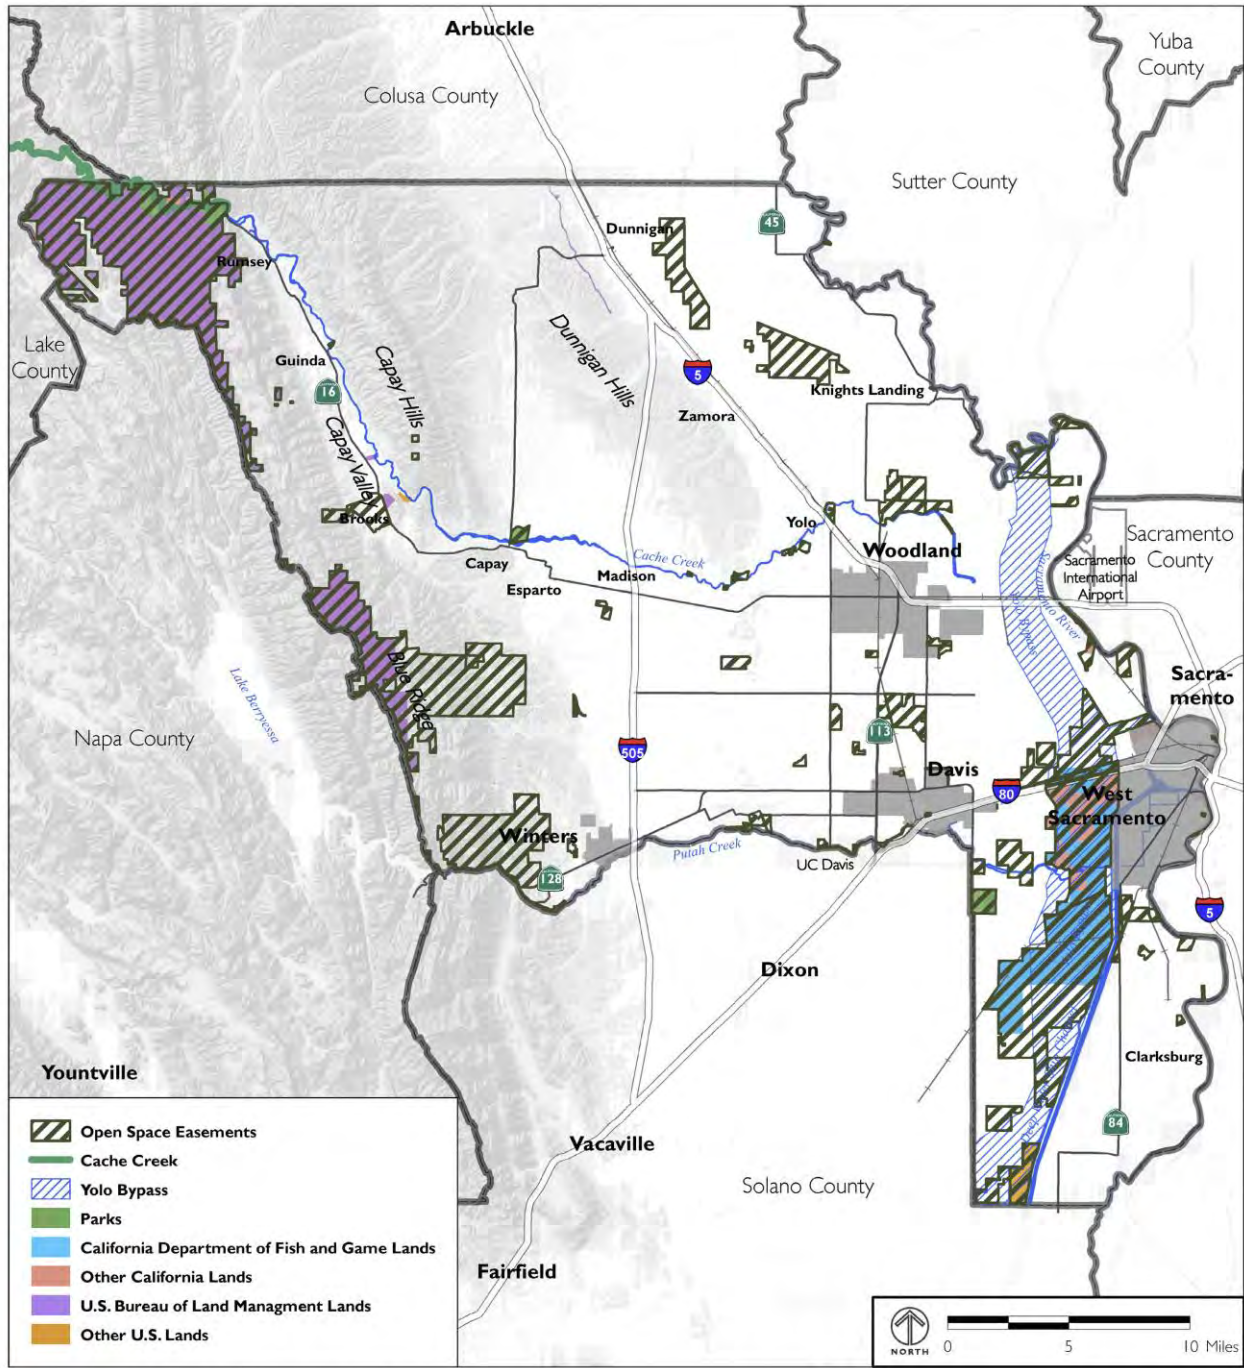 Arbuckle
Yuba
County
Colusa County
Sutter County
45
Dunnigan
Rumsey
Lake
County
Guinda
16
Capay Hills
Dunnigan Hills
5
Knights Landing
Zamora
Capay Valley
Brooks
Yolo
Woodland
Cache Creek
Capay
Madison
Esparto
Sacramento
County
Sacramento
International
Airport
Sacramento River
Yolo Bypass
Blue Ridge
Lake Berryessa
Napa County
Sacra-
mento
505
113
Davis
80
West
Sacramento
Winters
Putah Creek
UC Davis
128
5
Dixon
Clarksburg
Yountville
84
Vacaville
Solano County
Fairfield
Open Space Easements
Cache Creek
Yolo Bypass
Parks
California Department of Fish and Game Lands
Other California Lands
U.S. Bureau of Land Managment Lands
Other U.S. Lands
NORTH
0 5 10 Miles